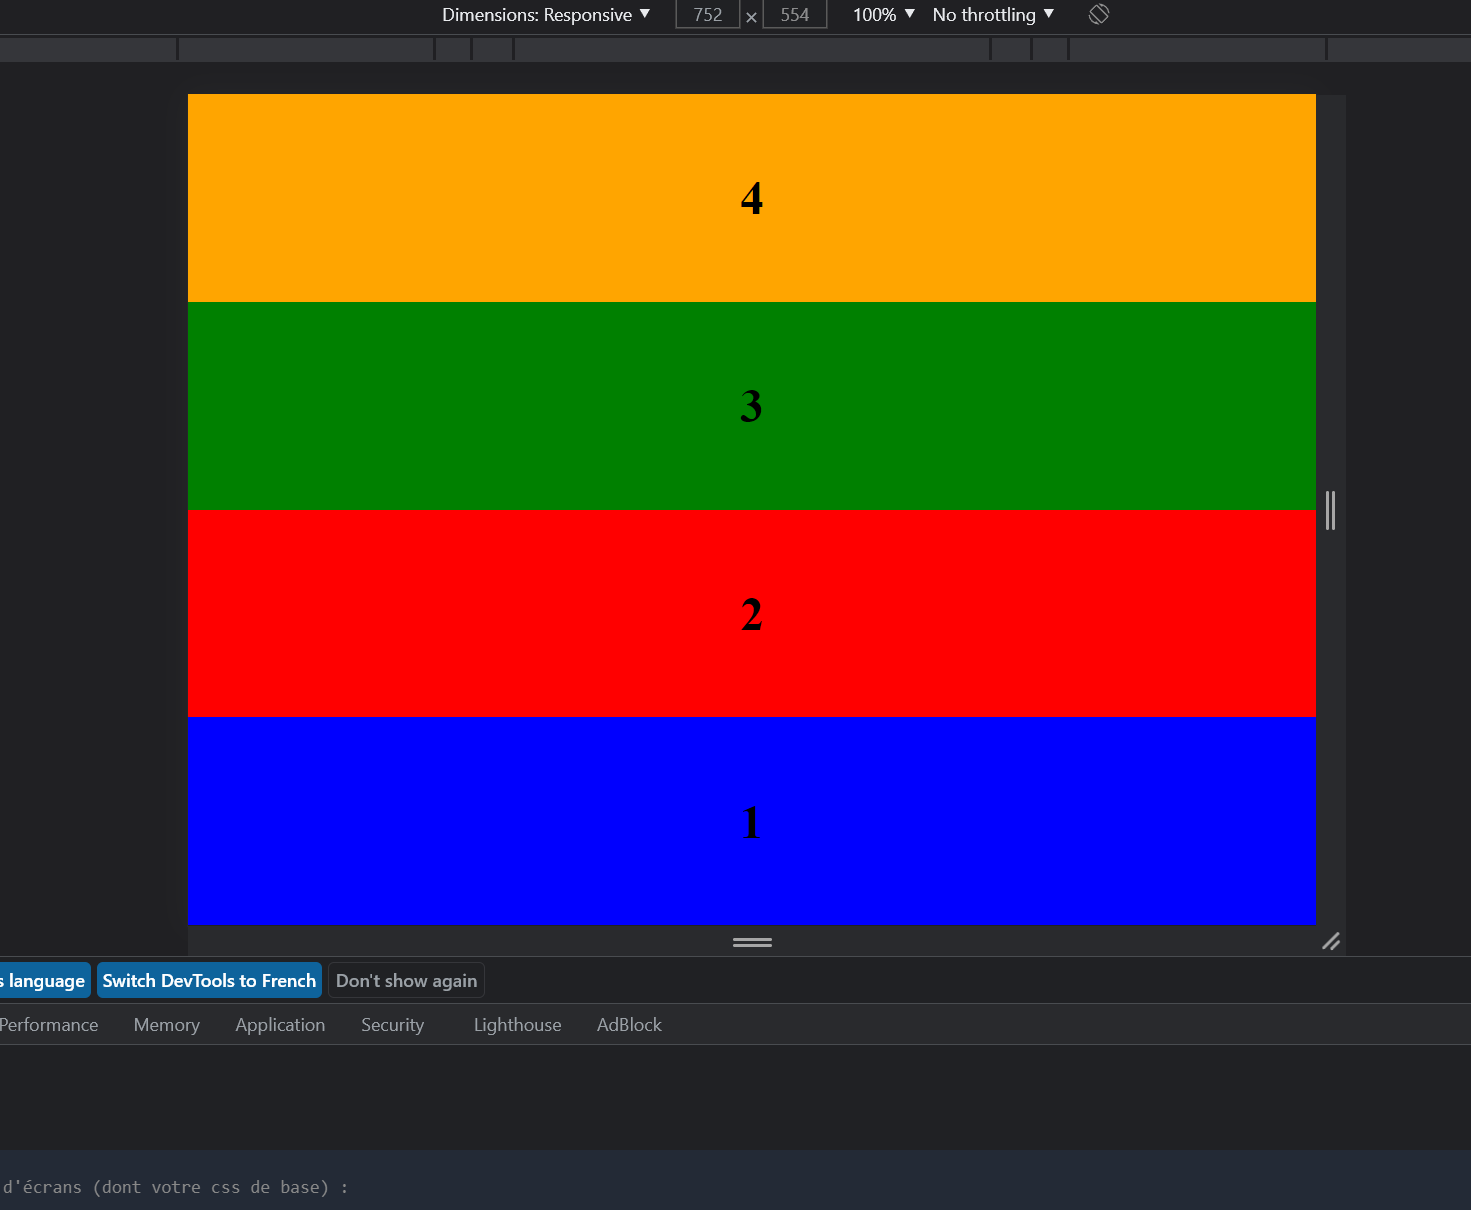 Dimensions: Responsive ▼ 752 × 554 100% ▼ No throttling ▼
4
3
2
1
s language Switch DevTools to French Don't show again
Performance Memory Application Security Lighthouse AdBlock
d'écrans (dont votre css de base) :